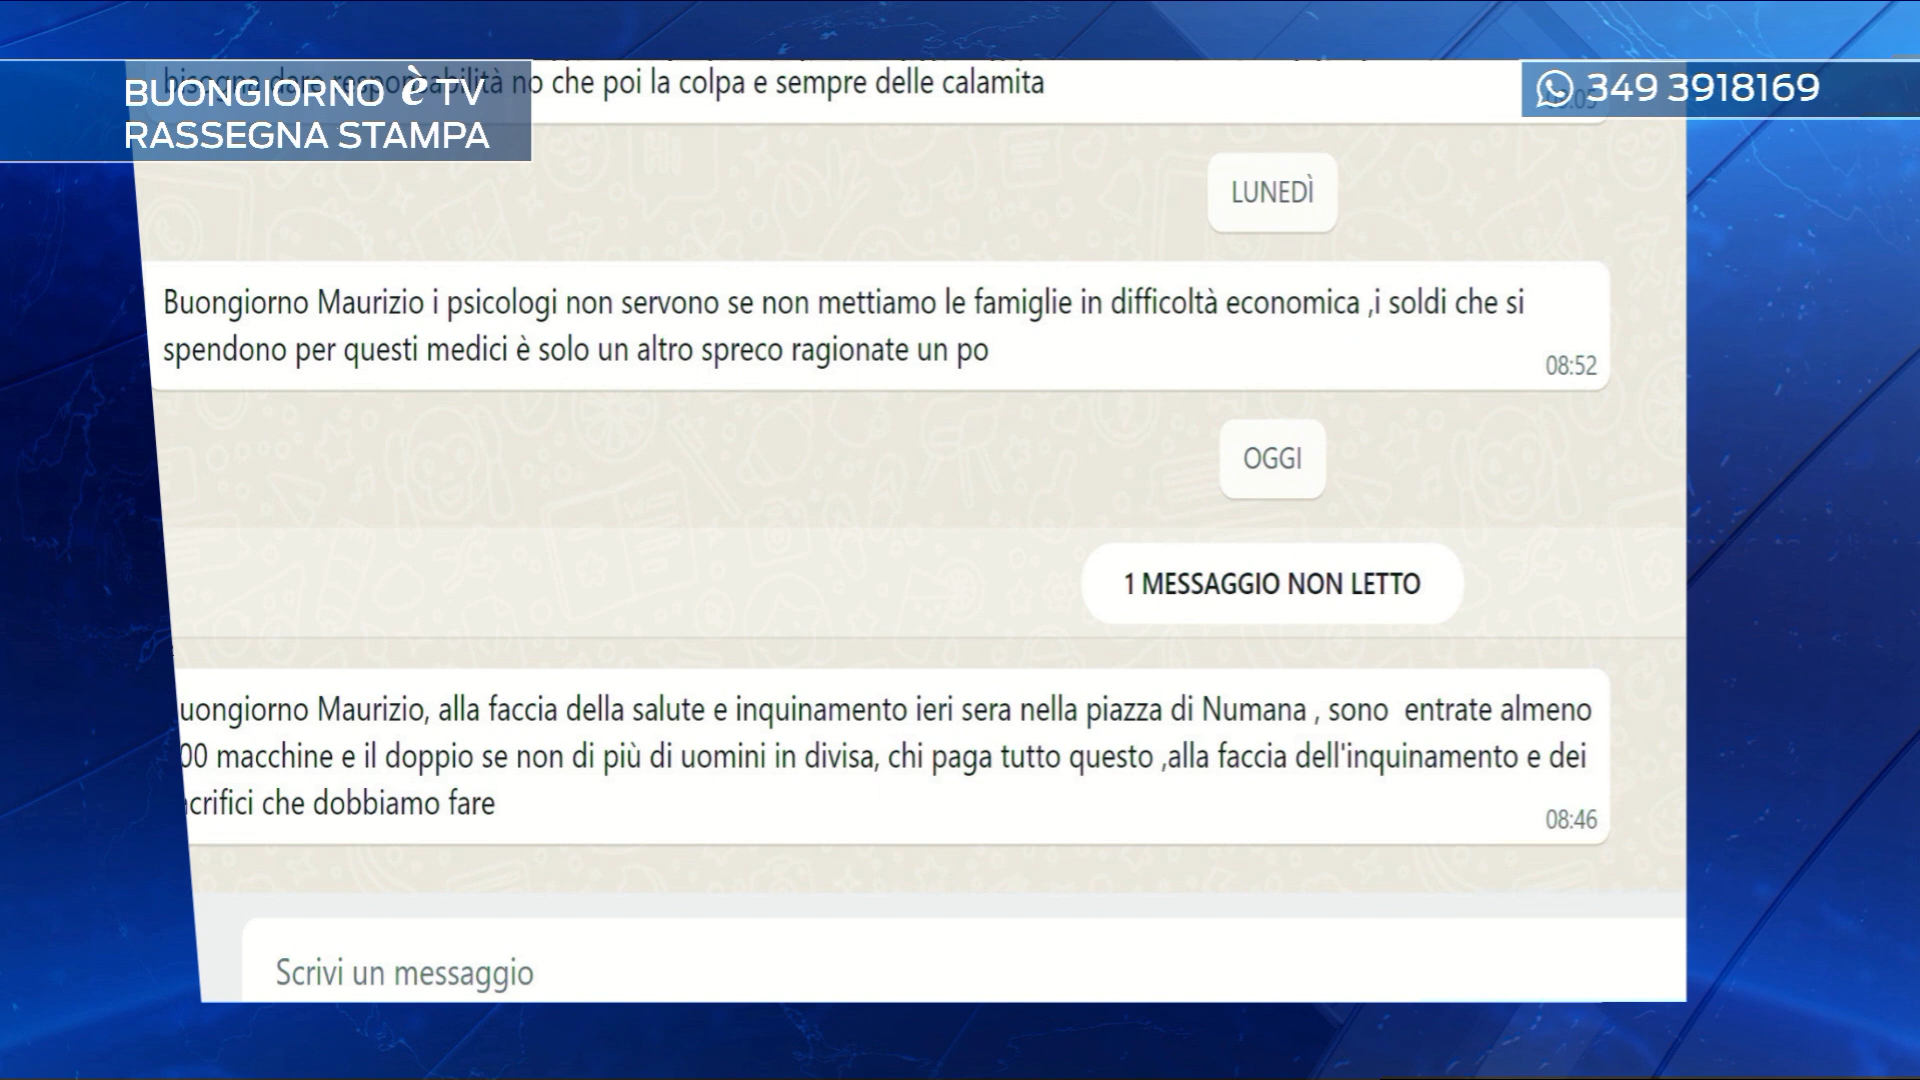 BUONGIORNO è TV
RASSEGNA STAMPA
349 3918169
bisogna dare responsabilità no che poi la colpa e sempre delle calamita
LUNEDÌ
Buongiorno Maurizio i psicologi non servono se non mettiamo le famiglie in difficoltà economica ,i soldi che si
spendono per questi medici è solo un altro spreco ragionate un po
08:52
OGGI
1 MESSAGGIO NON LETTO
uongiorno Maurizio, alla faccia della salute e inquinamento ieri sera nella piazza di Numana , sono entrate almeno
00 macchine e il doppio se non di più di uomini in divisa, chi paga tutto questo ,alla faccia dell'inquinamento e dei
crifici che dobbiamo fare
08:46
Scrivi un messaggio